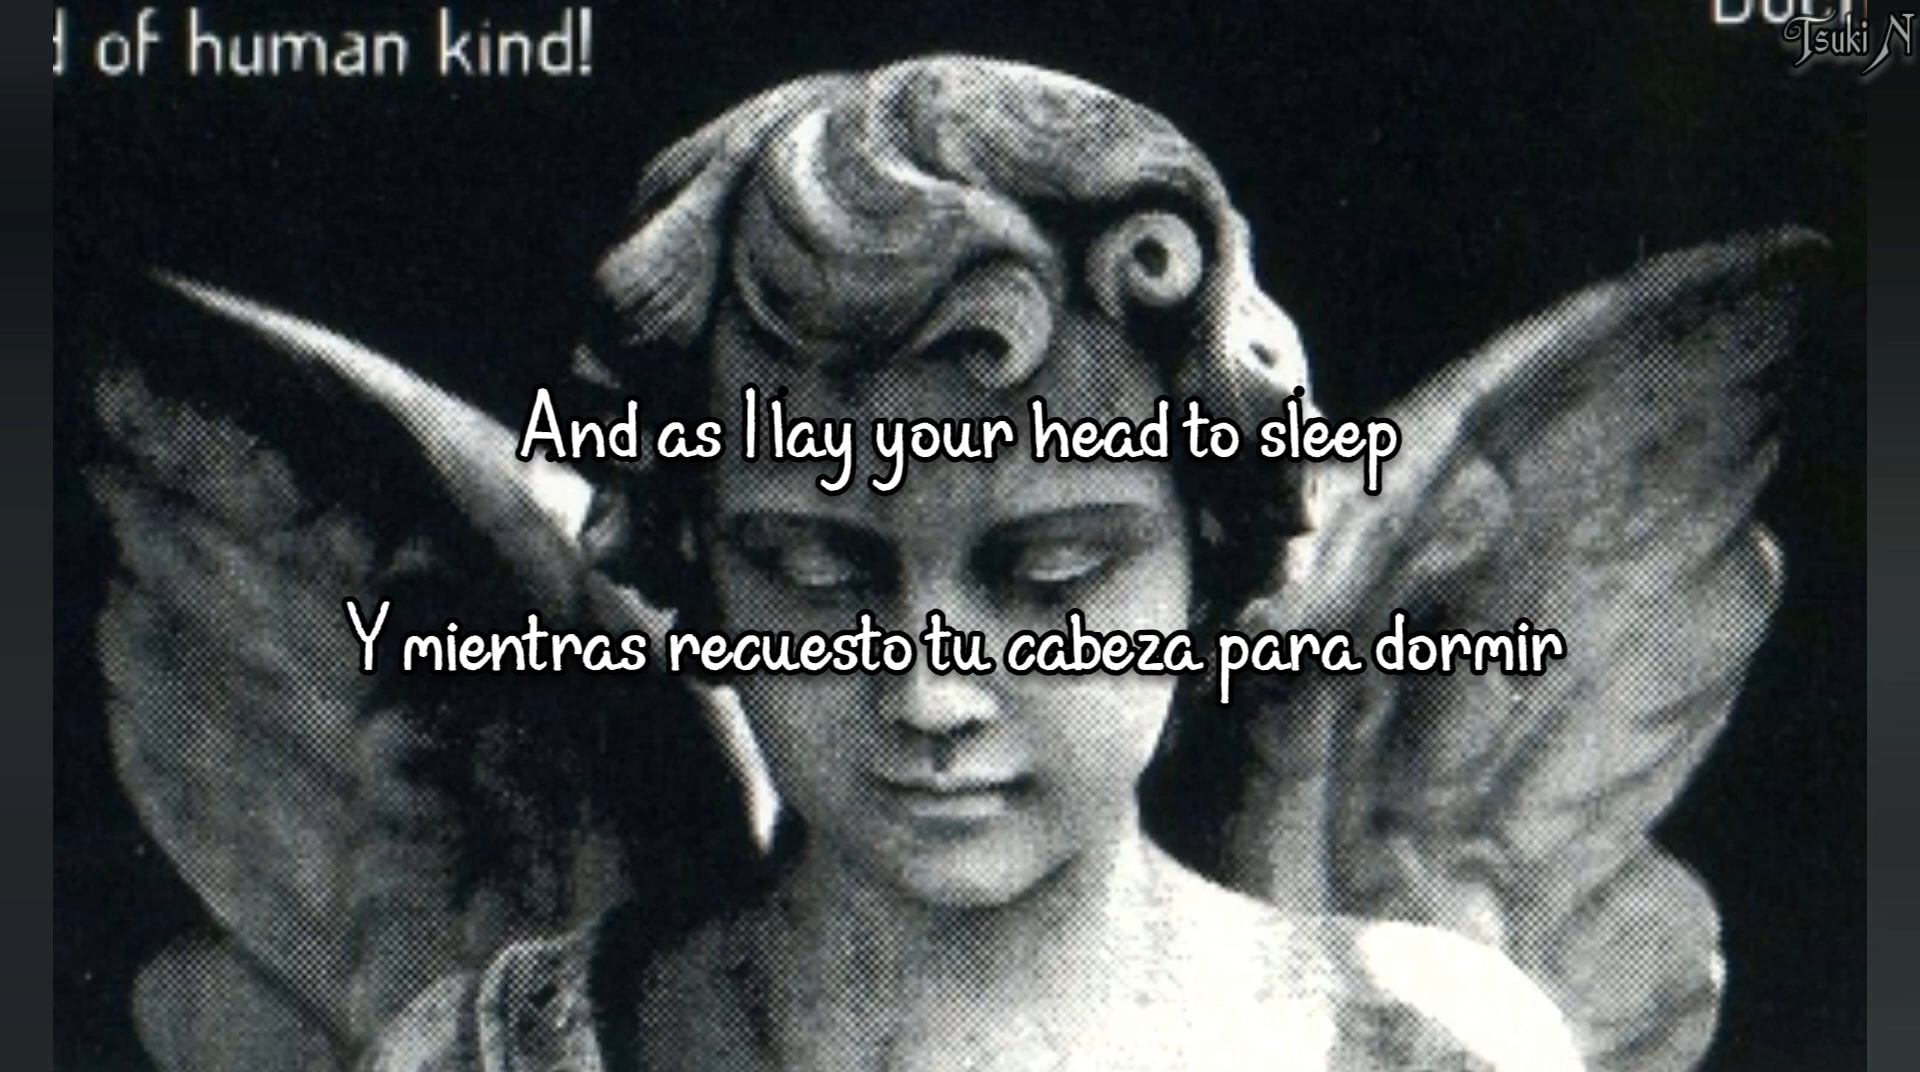 of human kind!
Tsuki N
And as I lay your head to sleep
Y mientras recuesto tu cabeza para dormir